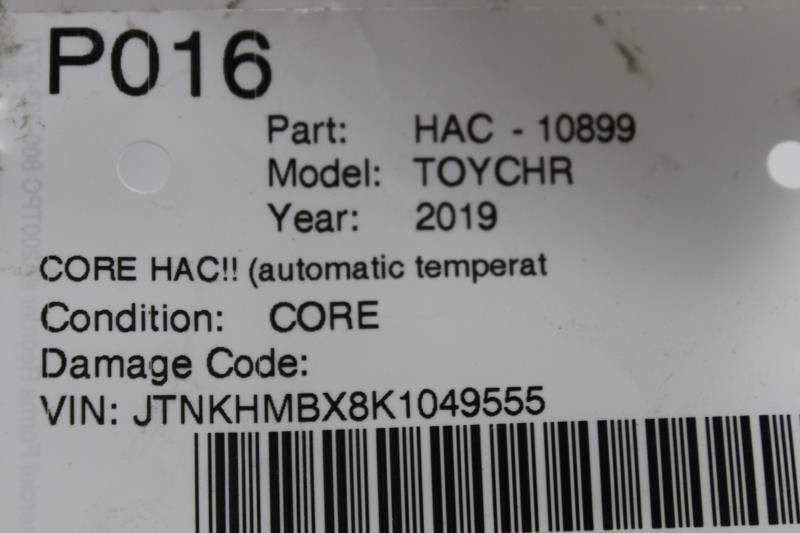 P016
Part: HAC - 10899
Model: TOYCHR
Year: 2019
CORE HAC!! (automatic temperat
Condition: CORE
Damage Code:
VIN: JTNKHMBX8K1049555